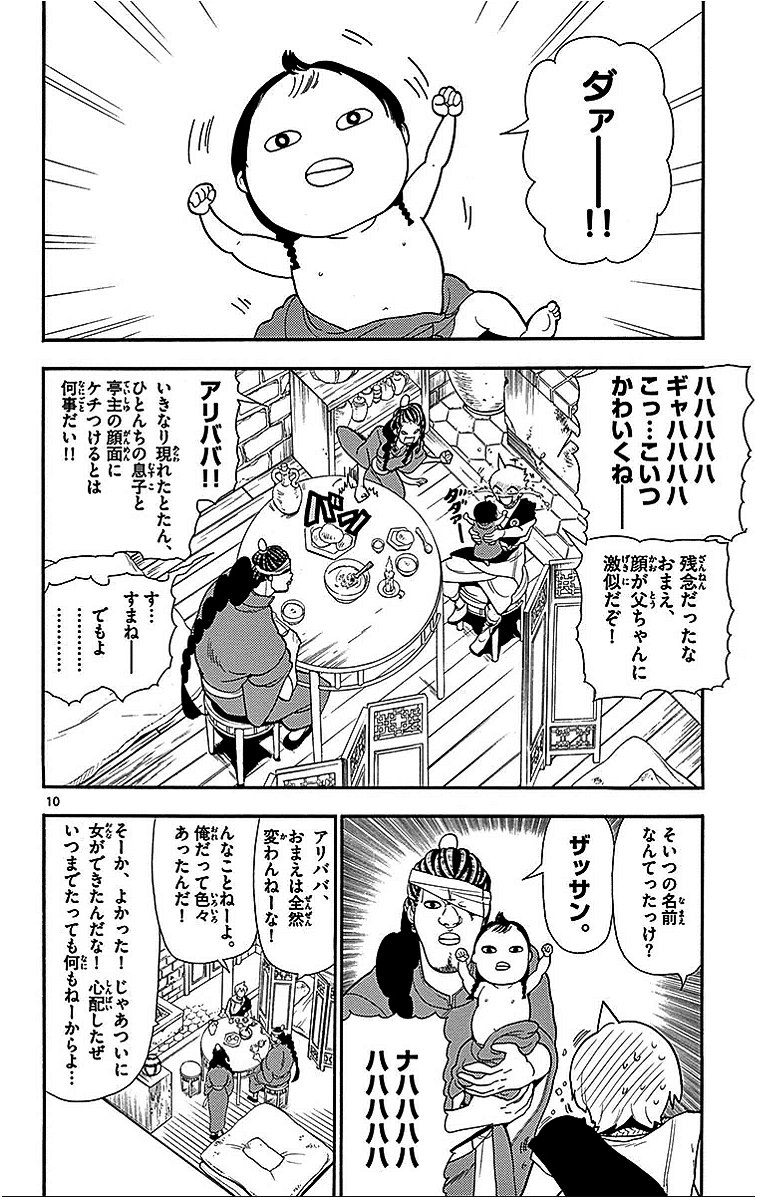 ダァーーー!!
ハハハハハ
ギャハハハハ
こっ…こいつ
かわいくねーー
残念だったな
おまえ、
顔が父ちゃんに
激似だぞ!
ダダァー
バクッ
アリババ!!
いきなり現れたとたん、
ひとんちの息子と
亭主の顔面に
ケチつけるとは
何事だい!!
す…
すまねーー
でもよ
…………
…………
10
そいつの名前
なんてったっけ?
ザッサン。
ナハハハハ
ハハハハハ
アリババ、
おまえは全然
変わんねーな!
んなことねーよ。
俺だって色々
あったんだ!
そーか、よかった!じゃあついに
女ができたんだな!心配したぜ
いつまでたっても何もねーからよ…